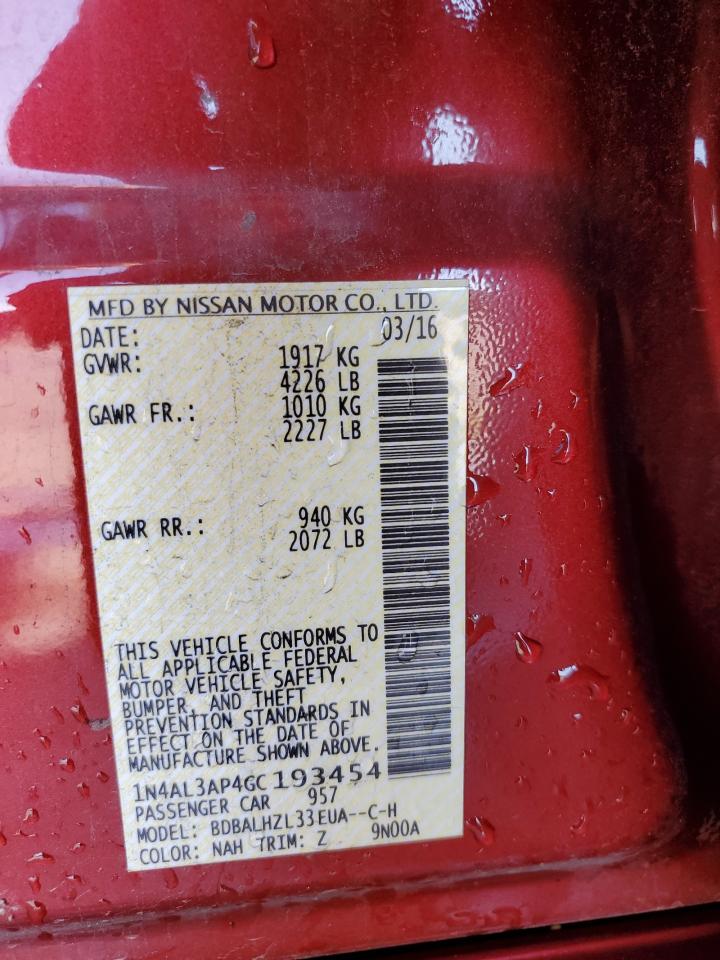 MFD BY NISSAN MOTOR CO., LTD.
DATE: 03/16
GVWR: 1917 KG
4226 LB
GAWR FR.: 1010 KG
2227 LB
GAWR RR.: 940 KG
2072 LB
THIS VEHICLE CONFORMS TO
ALL APPLICABLE FEDERAL
MOTOR VEHICLE SAFETY,
BUMPER, AND THEFT
PREVENTION STANDARDS IN
EFFECT ON THE DATE OF
MANUFACTURE SHOWN ABOVE.
1N4AL3AP4GC193454
PASSENGER CAR 957
MODEL: BDBALHZL33EUA--C-H
COLOR: NAH TRIM: Z 9N00A